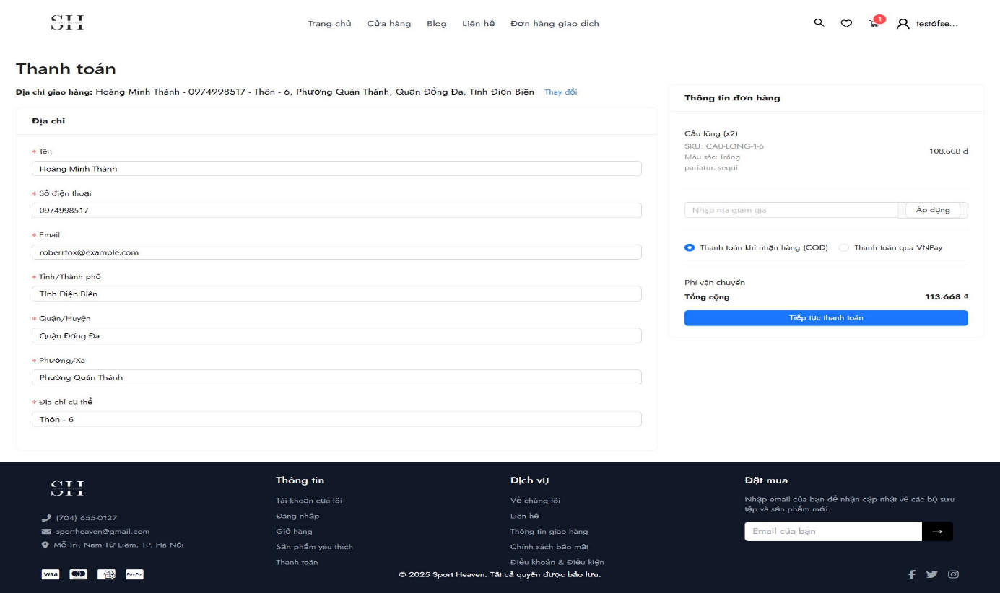 SH
SPORT HEAVEN
Trang chủ
Cửa hàng
Blog
Liên hệ
Đơn hàng giao dịch
1
test6fse...
Thanh toán
Địa chỉ giao hàng: Hoàng Minh Thành - 0974998517 - Thôn - 6, Phường Quán Thánh, Quận Đống Đa, Tỉnh Điện Biên Thay đổi
Địa chỉ
* Tên
Hoàng Minh Thành
* Số điện thoại
0974998517
* Email
roberrfox@example.com
* Tỉnh/Thành phố
Tỉnh Điện Biên
* Quận/Huyện
Quận Đống Đa
* Phường/Xã
Phường Quán Thánh
* Địa chỉ cụ thể
Thôn - 6
Thông tin đơn hàng
Cầu lông (x2)
SKU: CAU-LONG-1-6
Màu sắc: Trắng
pariatur: sequi
108.668 đ
Nhập mã giảm giá
Áp dụng
Thanh toán khi nhận hàng (COD)
Thanh toán qua VNPay
Phí vận chuyển
Tổng cộng 113.668 đ
Tiếp tục thanh toán
SH
SPORT HEAVEN
(704) 655-0127
sportheaven@gmail.com
Mễ Trì, Nam Từ Liêm, TP. Hà Nội
VISA
AMEX
PayPal
Thông tin
Tài khoản của tôi
Đăng nhập
Giỏ hàng
Sản phẩm yêu thích
Thanh toán
Dịch vụ
Về chúng tôi
Liên hệ
Thông tin giao hàng
Chính sách bảo mật
Điều khoản & Điều kiện
Đặt mua
Nhập email của bạn để nhận cập nhật về các bộ sưu
tập và sản phẩm mới.
Email của bạn
→
© 2025 Sport Heaven. Tất cả quyền được bảo lưu.